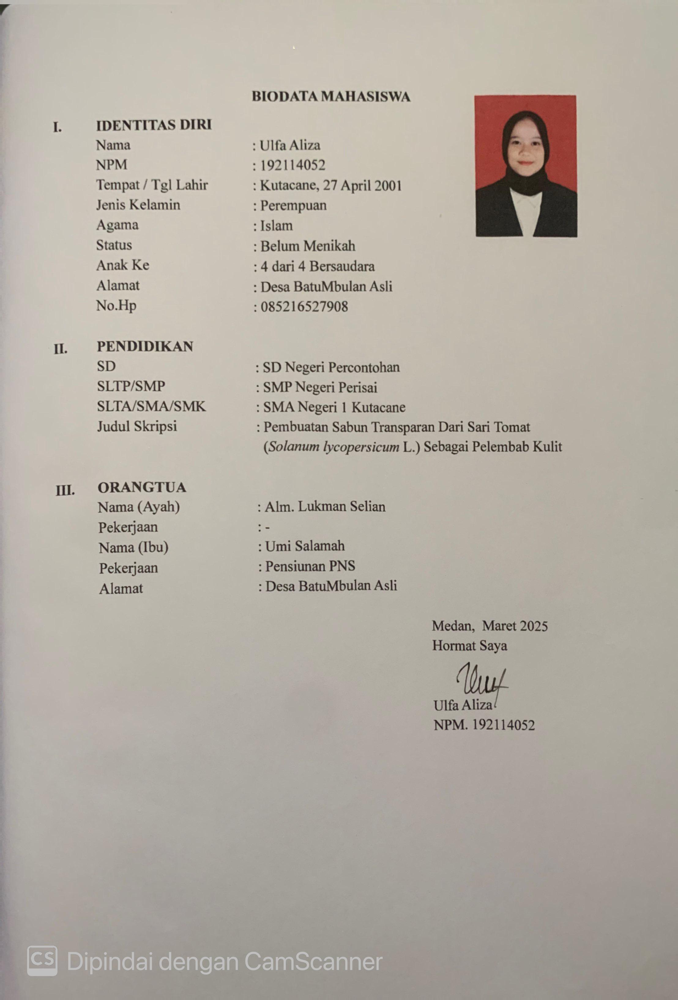 BIODATA MAHASISWA
I. IDENTITAS DIRI
Nama : Ulfa Aliza
NPM : 192114052
Tempat / Tgl Lahir : Kutacane, 27 April 2001
Jenis Kelamin : Perempuan
Agama : Islam
Status : Belum Menikah
Anak Ke : 4 dari 4 Bersaudara
Alamat : Desa BatuMbulan Asli
No.Hp : 085216527908
II. PENDIDIKAN
SD : SD Negeri Percontohan
SLTP/SMP : SMP Negeri Perisai
SLTA/SMA/SMK : SMA Negeri 1 Kutacane
Judul Skripsi : Pembuatan Sabun Transparan Dari Sari Tomat
(Solanum lycopersicum L.) Sebagai Pelembab Kulit
III. ORANGTUA
Nama (Ayah) : Alm. Lukman Selian
Pekerjaan : -
Nama (Ibu) : Umi Salamah
Pekerjaan : Pensiunan PNS
Alamat : Desa BatuMbulan Asli
Medan, Maret 2025
Hormat Saya
Ulfa Aliza
NPM. 192114052
CS Dipindai dengan CamScanner